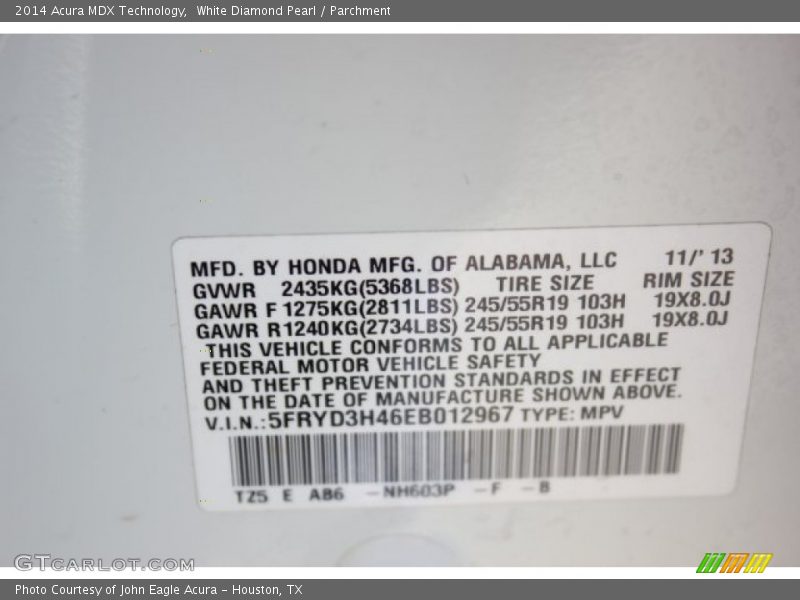 2014 Acura MDX Technology,  White Diamond Pearl / Parchment
MFD. BY HONDA MFG. OF ALABAMA, LLC 11/' 13
GVWR 2435KG(5368LBS) TIRE SIZE RIM SIZE
GAWR F 1275KG(2811LBS) 245/55R19 103H 19X8.0J
GAWR R1240KG(2734LBS) 245/55R19 103H 19X8.0J
THIS VEHICLE CONFORMS TO ALL APPLICABLE
FEDERAL MOTOR VEHICLE SAFETY
AND THEFT PREVENTION STANDARDS IN EFFECT
ON THE DATE OF MANUFACTURE SHOWN ABOVE.
V.I.N.:5FRYD3H46EB012967 TYPE: MPV
TZ5 E AB6 -NH603P -F -B
GTCARLOT.COM
Photo Courtesy of John Eagle Acura - Houston, TX